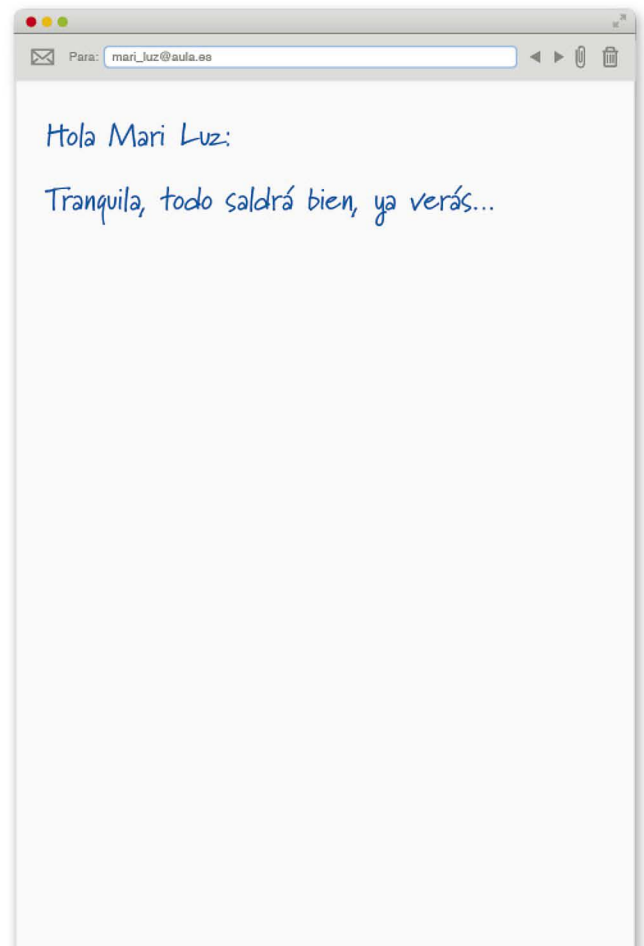 Para: mari_luz@aula.es
Hola Mari Luz:
Tranquila, todo saldrá bien, ya verás...